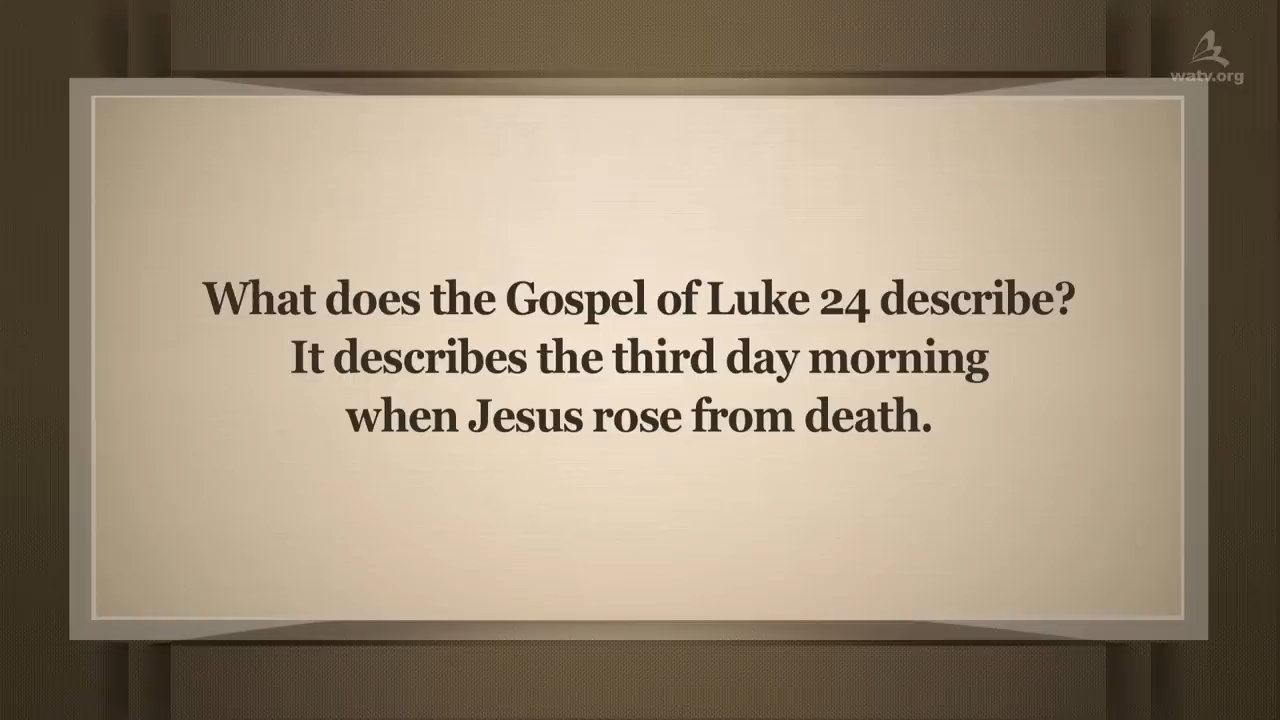 watv.org
What does the Gospel of Luke 24 describe?
It describes the third day morning
when Jesus rose from death.